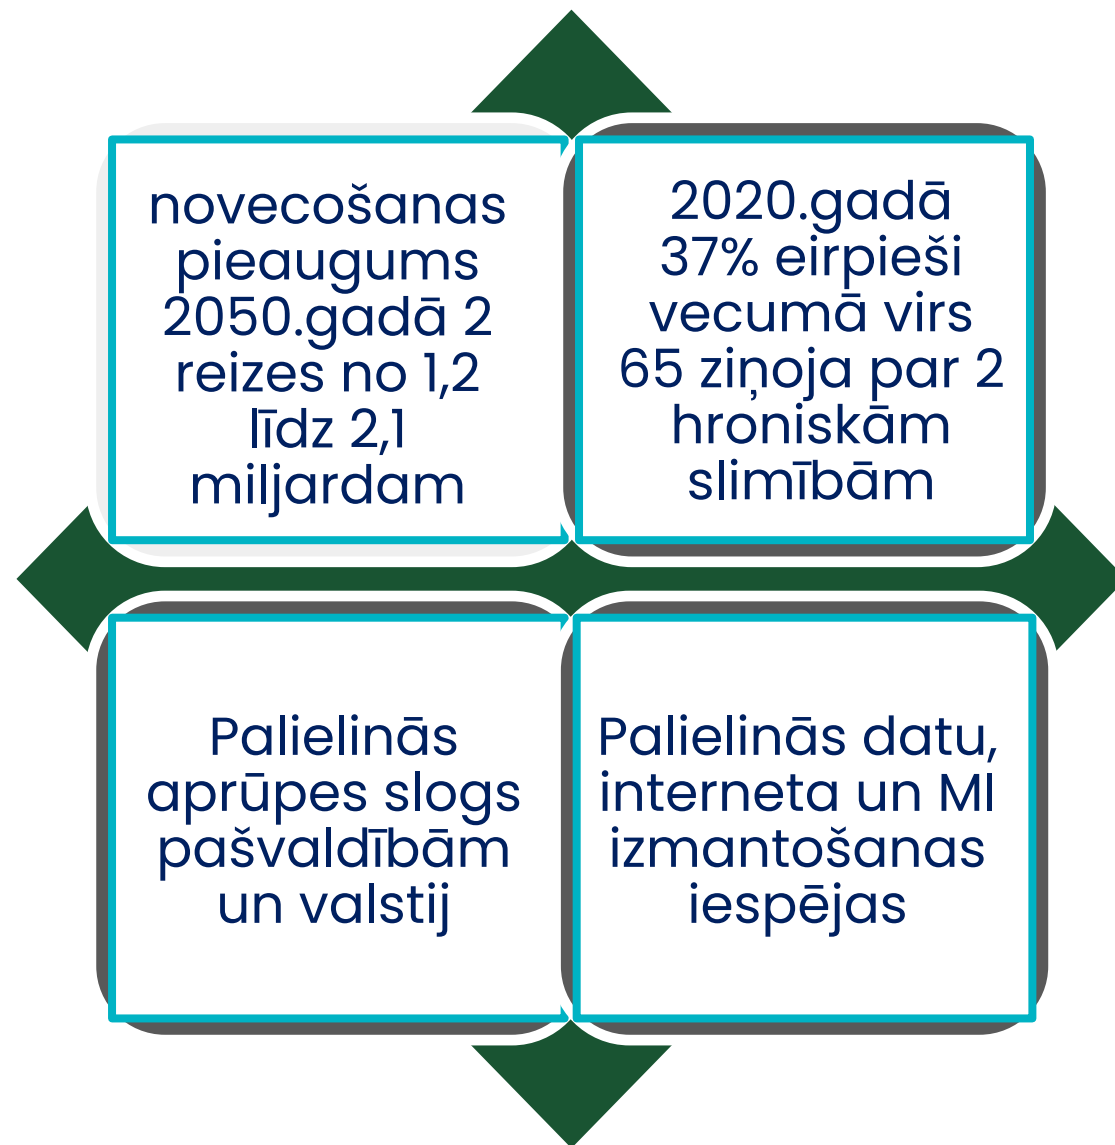 novecošanas
pieaugums
2050.gadā 2
reizes no 1,2
līdz 2,1
miljardam
2020.gadā
37% eirpieši
vecumā virs
65 ziņoja par 2
hroniskām
slimībām
Palielinās
aprūpes slogs
pašvaldībām
un valstij
Palielinās datu,
interneta un MI
izmantošanas
iespējas